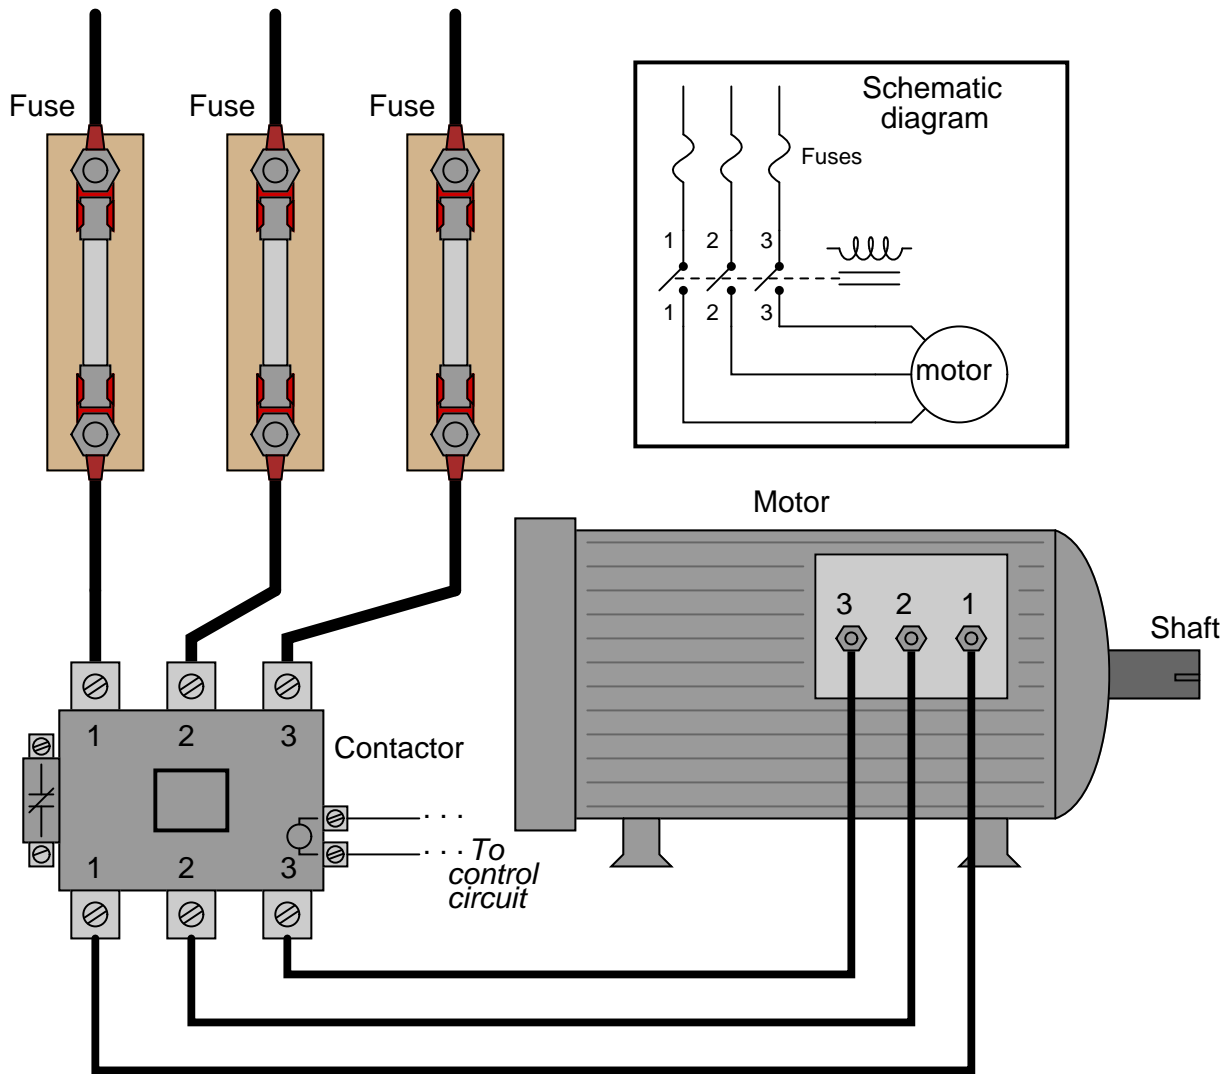 Fuse
Fuse
Fuse
Schematic
diagram
Fuses
1 2 3
1 2 3
motor
Motor
3 2 1
Shaft
1 2 3
Contactor
1 2 3
To
control
circuit